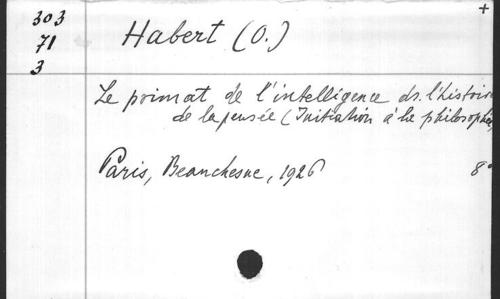 303
71
3
+
Habert (O.)
Le primat de l'intelligence ds. l'histoire
de la pensée (Initiation à la philosophie)
Paris, Beauchesne, 1926
8°